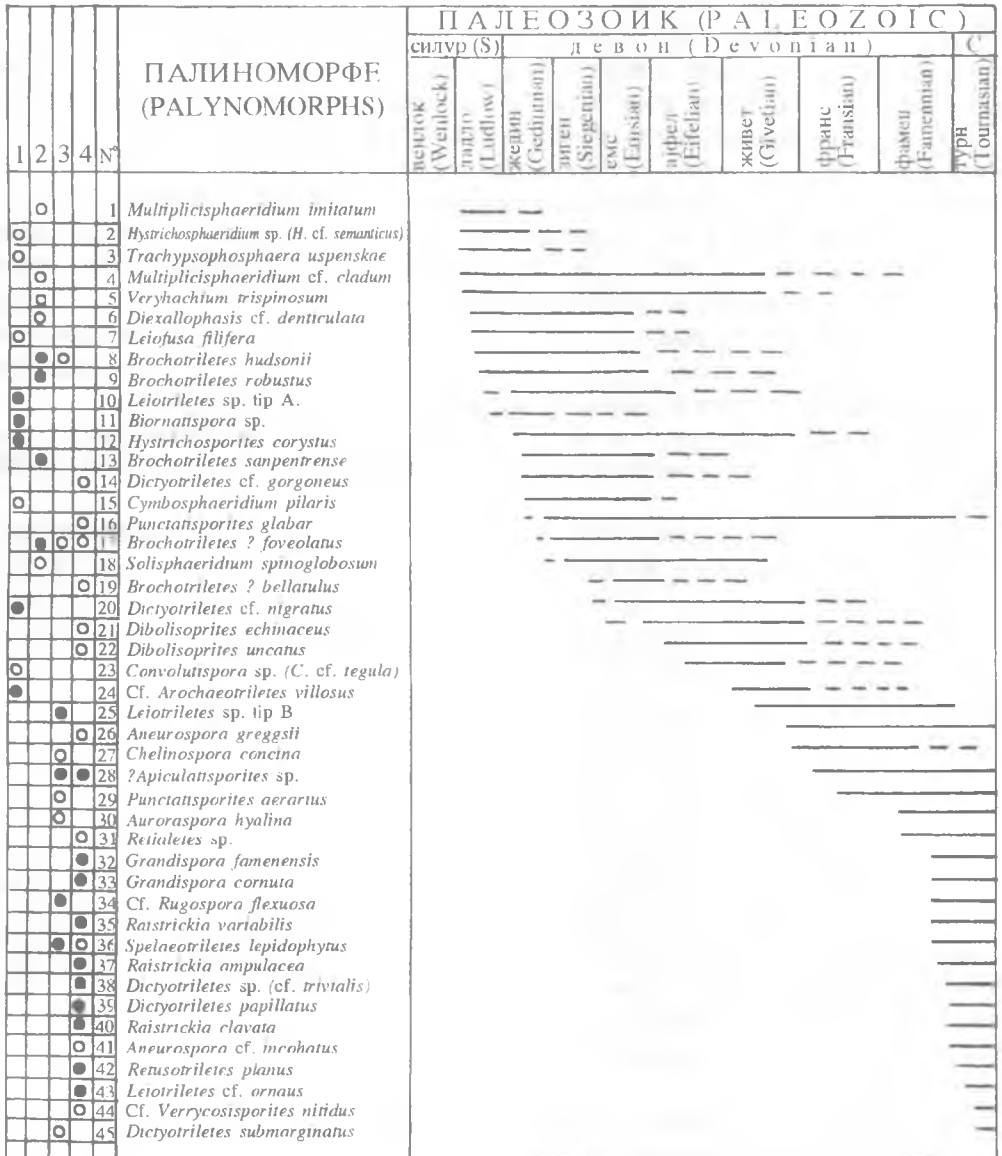 ПАЛЕОЗОИК (PALEOZOIC)
силур (S) девон (Devonian) C
ПАЛИНОМОРФЕ
(PALYNOMORPHS)
венлок
(Wenlock)
лудло
(Ludlow)
жедин
(Gedinnian)
зиген
(Siegenian)
емс
(Emsian)
ајфел
(Eifelian)
живет
(Givetian)
франс
(Fransian)
фамен
(Famennian)
турн
(Tournasian)
1 2 3 4 N°
1 Multiplicisphaeridium imitatum
2 Hystrichosphaeridium sp. (H. cf. semanticus)
3 Trachypsophosphaera uspenskae
4 Multiplicisphaeridium cf. cladum
5 Veryhachium trispinosum
6 Diexallophasis cf. denticulata
7 Leiofusa filifera
8 Brochotriletes hudsonii
9 Brochotriletes robustus
10 Leiotriletes sp. tip A.
11 Biornatispora sp.
12 Hystrichosporites corystus
13 Brochotriletes sanpentrense
14 Dictyotriletes cf. gorgoneus
15 Cymbosphaeridium pilaris
16 Punctatisporites glabar
17 Brochotriletes ? foveolatus
18 Solisphaeridium spinoglobosum
19 Brochotriletes ? bellatulus
20 Dictyotriletes cf. nigratus
21 Dibolisoprites echinaceus
22 Dibolisoprites uncatus
23 Convolutispora sp. (C. cf. tegula)
24 Cf. Arochaeotriletes villosus
25 Leiotriletes sp. tip B
26 Aneurospora greggsii
27 Chelinospora concina
28 ?Apiculatisporites sp.
29 Punctatisporites aerarius
30 Auroraspora hyalina
31 Retialetes sp.
32 Grandispora famenensis
33 Grandispora cornuta
34 Cf. Rugospora flexuosa
35 Raistrickia variabilis
36 Spelaeotriletes lepidophytus
37 Raistrickia ampulacea
38 Dictyotriletes sp. (cf. trivialis)
39 Dictyotriletes papillatus
40 Raistrickia clavata
41 Aneurospora cf. incohatus
42 Retusotriletes planus
43 Leiotriletes cf. ornaus
44 Cf. Verrycosisporites nitidus
45 Dictyotriletes submarginatus